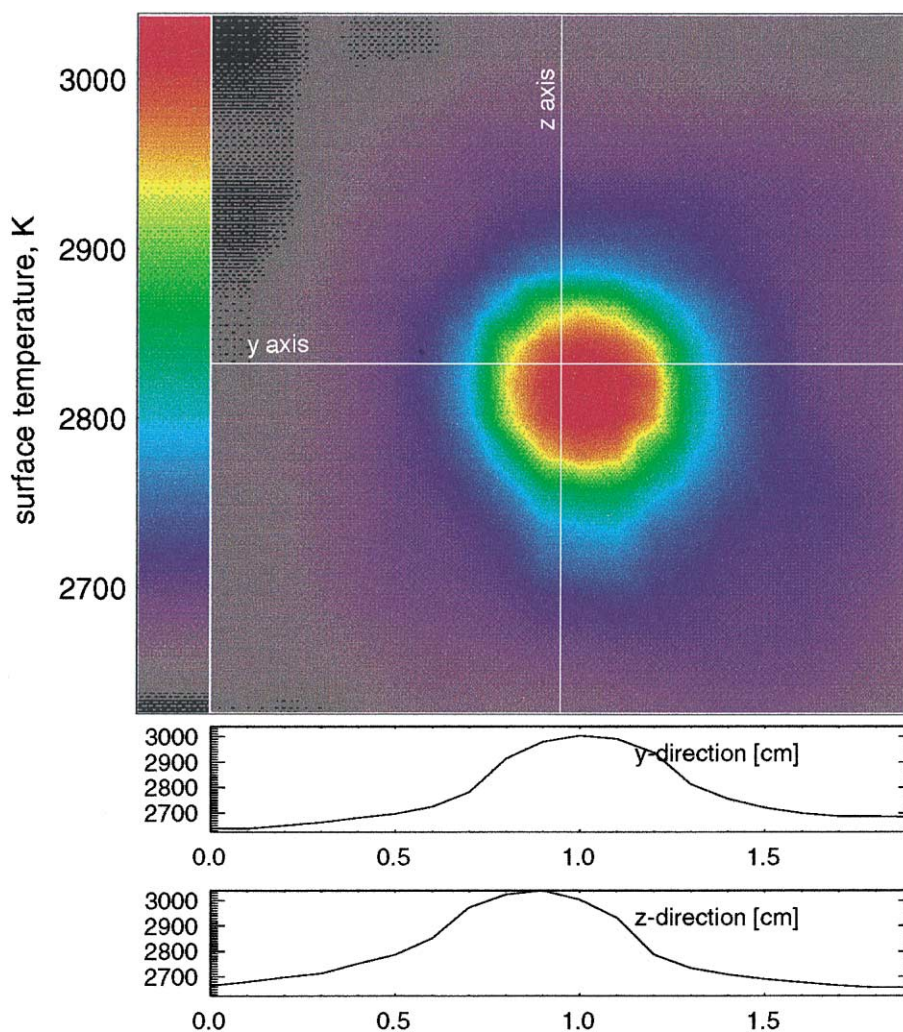 surface temperature, K
3000
2900
2800
2700
z axis
y axis
3000
2900
2800
2700
y-direction [cm]
0.0 0.5 1.0 1.5
3000
2900
2800
2700
z-direction [cm]
0.0 0.5 1.0 1.5